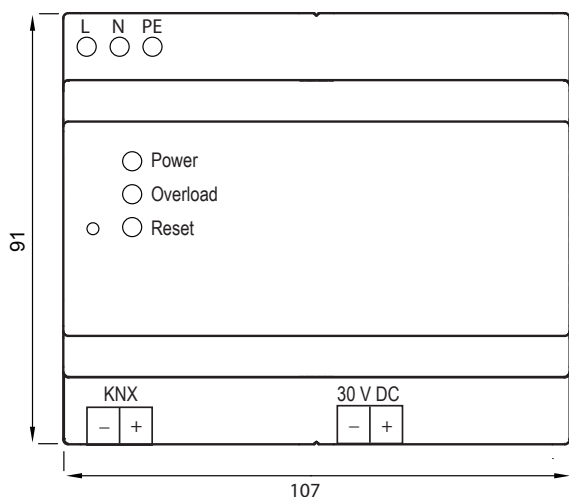 L N PE
Power
Overload
Reset
91
KNX 30 V DC
– + – +
107